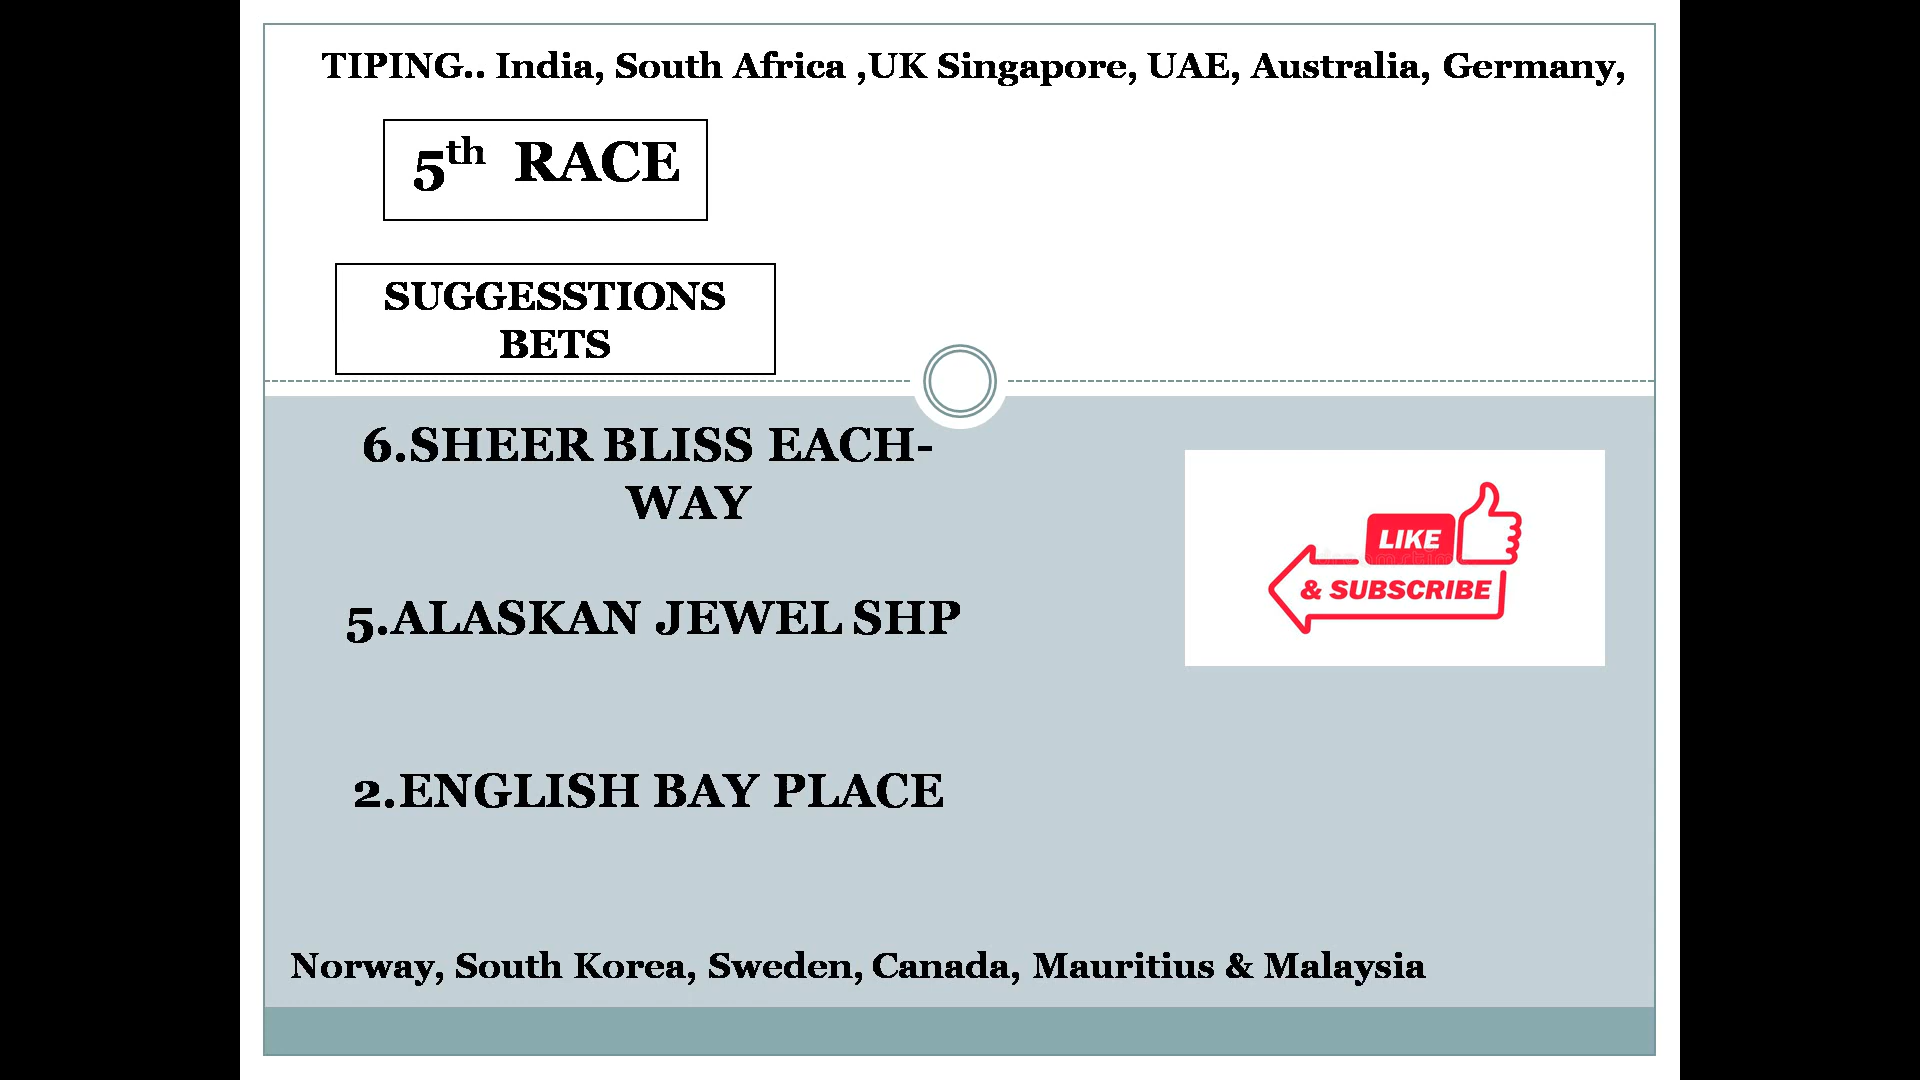 TIPING.. India, South Africa ,UK Singapore, UAE, Australia, Germany,
5th RACE
SUGGESSTIONS
BETS
6.SHEER BLISS EACH-
WAY
LIKE
& SUBSCRIBE
5.ALASKAN JEWEL SHP
2.ENGLISH BAY PLACE
Norway, South Korea, Sweden, Canada, Mauritius & Malaysia